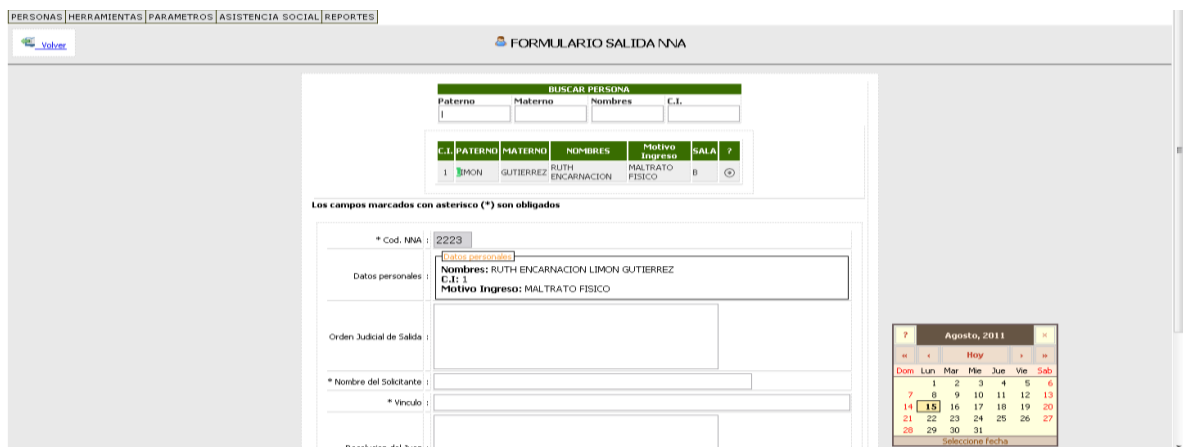 PERSONAS HERRAMIENTAS PARAMETROS ASISTENCIA SOCIAL REPORTES
Volver
FORMULARIO SALIDA NNA
BUSCAR PERSONA
Paterno Materno Nombres C.I.
C.I. PATERNO MATERNO NOMBRES Motivo Ingreso SALA ?
1 LIMON GUTIERREZ RUTH ENCARNACION MALTRATO FISICO B
Los campos marcados con asterisco (*) son obligados
* Cod. NNA : 2223
Datos personales
Datos personales :
Nombres: RUTH ENCARNACION LIMON GUTIERREZ
C.I: 1
Motivo Ingreso: MALTRATO FISICO
Orden Judicial de Salida :
* Nombre del Solicitante :
* Vinculo :
? Agosto, 2011 ×
« ‹ Hoy › »
Dom Lun Mar Mie Jue Vie Sab
1 2 3 4 5 6
7 8 9 10 11 12 13
14 15 16 17 18 19 20
21 22 23 24 25 26 27
28 29 30 31
Seleccione fecha